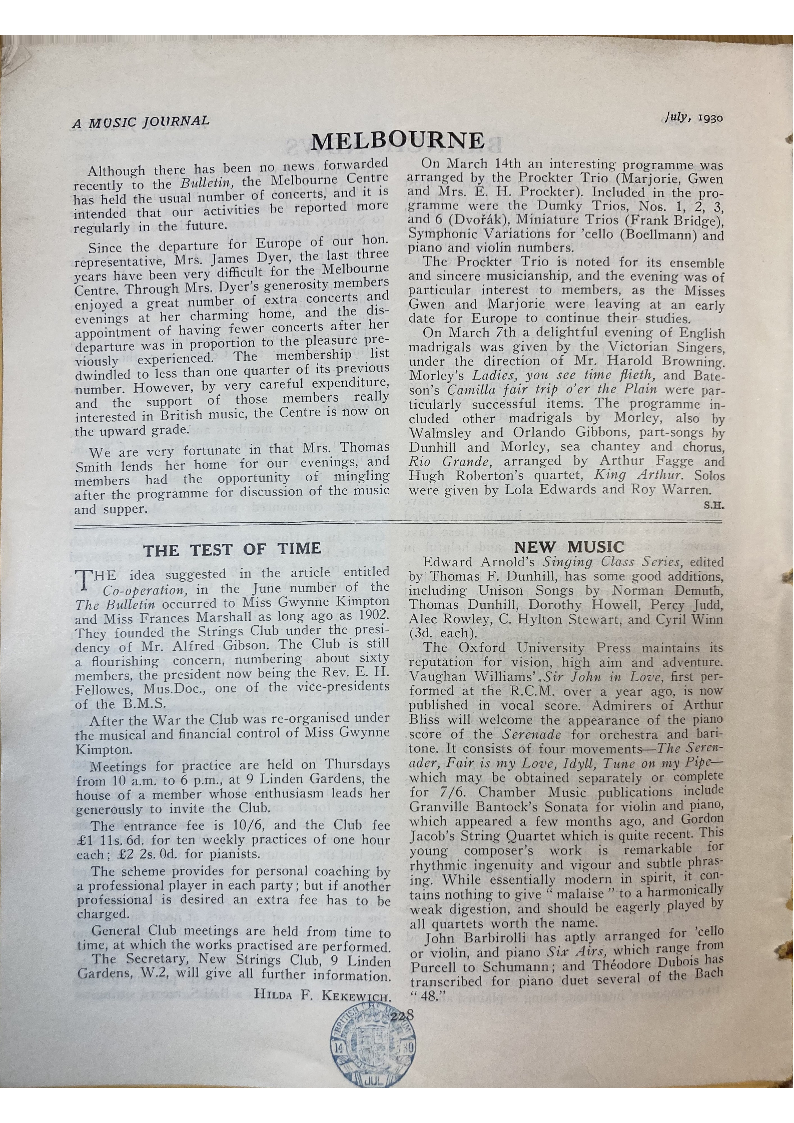 A MUSIC JOURNAL
July, 1930
MELBOURNE
Although there has been no news forwarded
recently to the Bulletin, the Melbourne Centre
has held the usual number of concerts, and it is
intended that our activities be reported more
regularly in the future.
Since the departure for Europe of our hon.
representative, Mrs. James Dyer, the last three
years have been very difficult for the Melbourne
Centre. Through Mrs. Dyer's generosity members
enjoyed a great number of extra concerts and
evenings at her charming home, and the dis-
appointment of having fewer concerts after her
departure was in proportion to the pleasure pre-
viously experienced. The membership list
dwindled to less than one quarter of its previous
number. However, by very careful expenditure,
and the support of those members really
interested in British music, the Centre is now on
the upward grade.
We are very fortunate in that Mrs. Thomas
Smith lends her home for our evenings, and
members had the opportunity of mingling
after the programme for discussion of the music
and supper.
On March 14th an interesting programme was
arranged by the Prockter Trio (Marjorie, Gwen
and Mrs. E. H. Prockter). Included in the pro-
gramme were the Dumky Trios, Nos. 1, 2, 3,
and 6 (Dvořák), Miniature Trios (Frank Bridge),
Symphonic Variations for 'cello (Boellmann) and
piano and violin numbers.
The Prockter Trio is noted for its ensemble
and sincere musicianship, and the evening was of
particular interest to members, as the Misses
Gwen and Marjorie were leaving at an early
date for Europe to continue their studies.
On March 7th a delightful evening of English
madrigals was given by the Victorian Singers,
under the direction of Mr. Harold Browning.
Morley's Ladies, you see time flieth, and Bate-
son's Camilla fair trip o'er the Plain were par-
ticularly successful items. The programme in-
cluded other madrigals by Morley, also by
Walmsley and Orlando Gibbons, part-songs by
Dunhill and Morley, sea chantey and chorus,
Rio Grande, arranged by Arthur Fagge and
Hugh Roberton's quartet, King Arthur. Solos
were given by Lola Edwards and Roy Warren.
S.H.
THE TEST OF TIME
THE idea suggested in the article entitled
Co-operation, in the June number of the
The Bulletin occurred to Miss Gwynne Kimpton
and Miss Frances Marshall as long ago as 1902.
They founded the Strings Club under the presi-
dency of Mr. Alfred Gibson. The Club is still
a flourishing concern, numbering about sixty
members, the president now being the Rev. E. H.
Fellowes, Mus.Doc., one of the vice-presidents
of the B.M.S.
After the War the Club was re-organised under
the musical and financial control of Miss Gwynne
Kimpton.
Meetings for practice are held on Thursdays
from 10 a.m. to 6 p.m., at 9 Linden Gardens, the
house of a member whose enthusiasm leads her
generously to invite the Club.
The entrance fee is 10/6, and the Club fee
£1 11s. 6d. for ten weekly practices of one hour
each; £2 2s. 0d. for pianists.
The scheme provides for personal coaching by
a professional player in each party; but if another
professional is desired an extra fee has to be
charged.
General Club meetings are held from time to
time, at which the works practised are performed.
The Secretary, New Strings Club, 9 Linden
Gardens, W.2, will give all further information.
HILDA F. KEKEWICH.
NEW MUSIC
Edward Arnold's Singing Class Series, edited
by Thomas F. Dunhill, has some good additions,
including Unison Songs by Norman Demuth,
Thomas Dunhill, Dorothy Howell, Percy Judd,
Alec Rowley, C. Hylton Stewart, and Cyril Winn
(3d. each).
The Oxford University Press maintains its
reputation for vision, high aim and adventure.
Vaughan Williams' Sir John in Love, first per-
formed at the R.C.M. over a year ago, is now
published in vocal score. Admirers of Arthur
Bliss will welcome the appearance of the piano
score of the Serenade for orchestra and bari-
tone. It consists of four movements—The Seren-
ader, Fair is my Love, Idyll, Tune on my Pipe—
which may be obtained separately or complete
for 7/6. Chamber Music publications include
Granville Bantock's Sonata for violin and piano,
which appeared a few months ago, and Gordon
Jacob's String Quartet which is quite recent. This
young composer's work is remarkable for
rhythmic ingenuity and vigour and subtle phras-
ing. While essentially modern in spirit, it con-
tains nothing to give " malaise " to a harmonically
weak digestion, and should be eagerly played by
all quartets worth the name.
John Barbirolli has aptly arranged for 'cello
or violin, and piano Six Airs, which range from
Purcell to Schumann; and Théodore Dubois has
transcribed for piano duet several of the Bach
" 48."
228
14
30
JUL